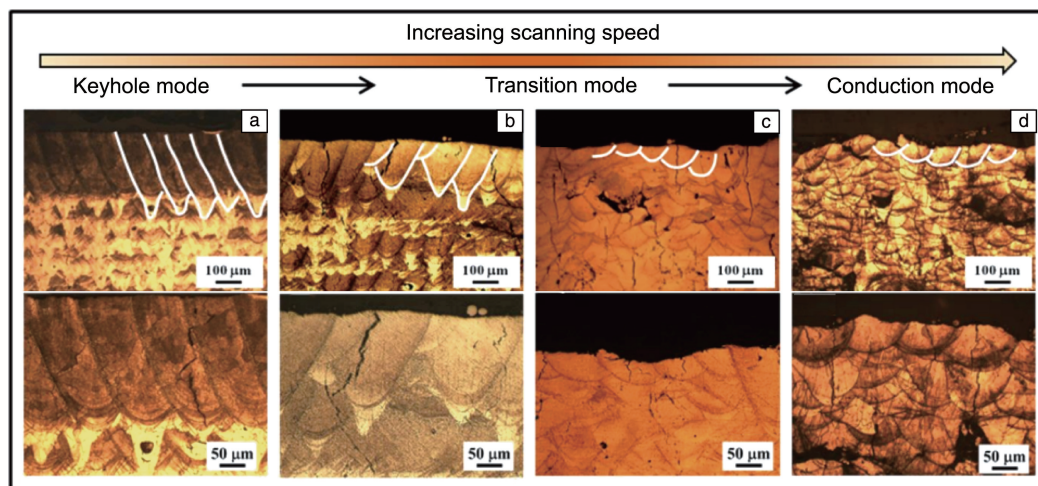 Increasing scanning speed
Keyhole mode Transition mode Conduction mode
a b c d
100 µm 100 µm 100 µm 100 µm
50 µm 50 µm 50 µm 50 µm